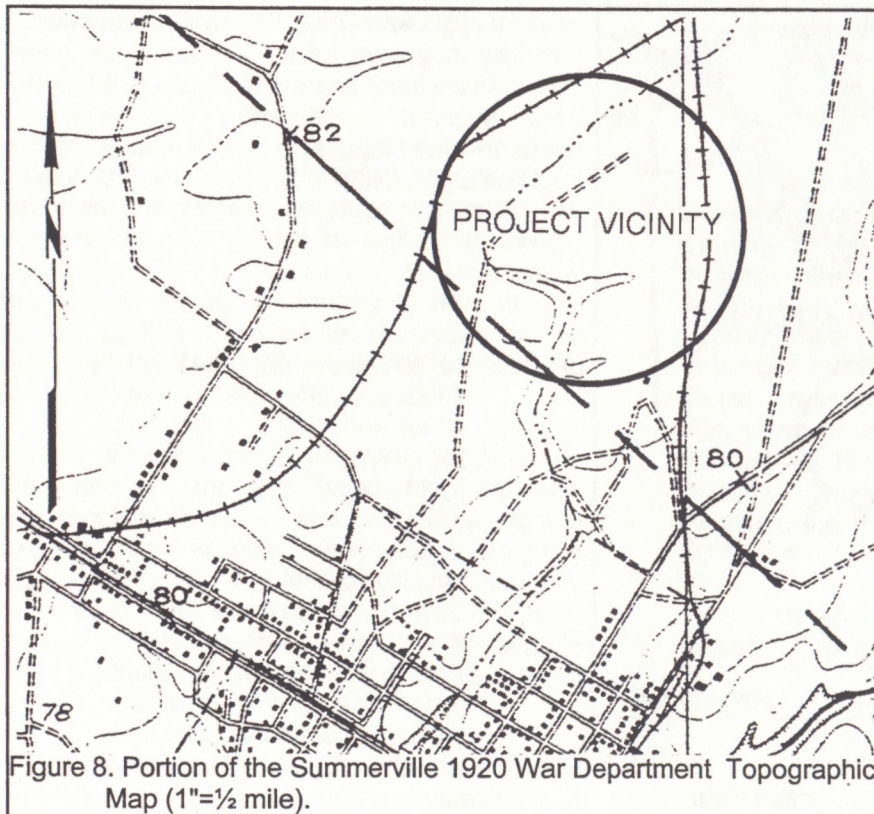 82
PROJECT VICINITY
80
80
78
Figure 8. Portion of the Summerville 1920 War Department Topographic
Map (1"=½ mile).